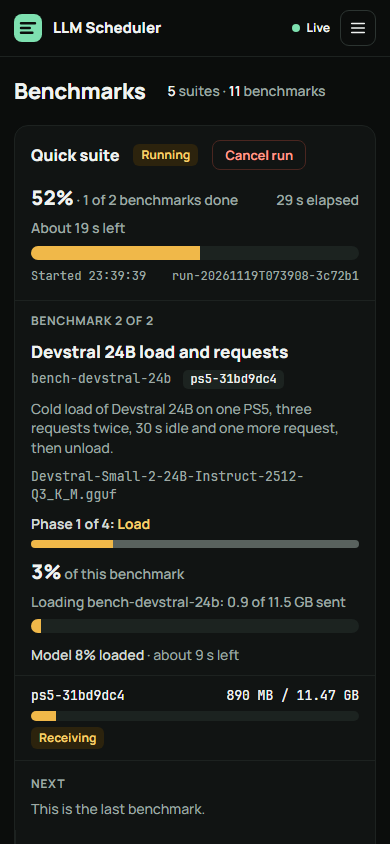 LLM Scheduler
Live
Benchmarks
5 suites · 11 benchmarks
Quick suite
Running
Cancel run
52% · 1 of 2 benchmarks done
29 s elapsed
About 19 s left
Started 23:39:39
run-20261119T073908-3c72b1
BENCHMARK 2 OF 2
Devstral 24B load and requests
bench-devstral-24b
ps5-31bd9dc4
Cold load of Devstral 24B on one PS5, three
requests twice, 30 s idle and one more request,
then unload.
Devstral-Small-2-24B-Instruct-2512-
Q3_K_M.gguf
Phase 1 of 4: Load
3% of this benchmark
Loading bench-devstral-24b: 0.9 of 11.5 GB sent
Model 8% loaded · about 9 s left
ps5-31bd9dc4
890 MB / 11.47 GB
Receiving
NEXT
This is the last benchmark.